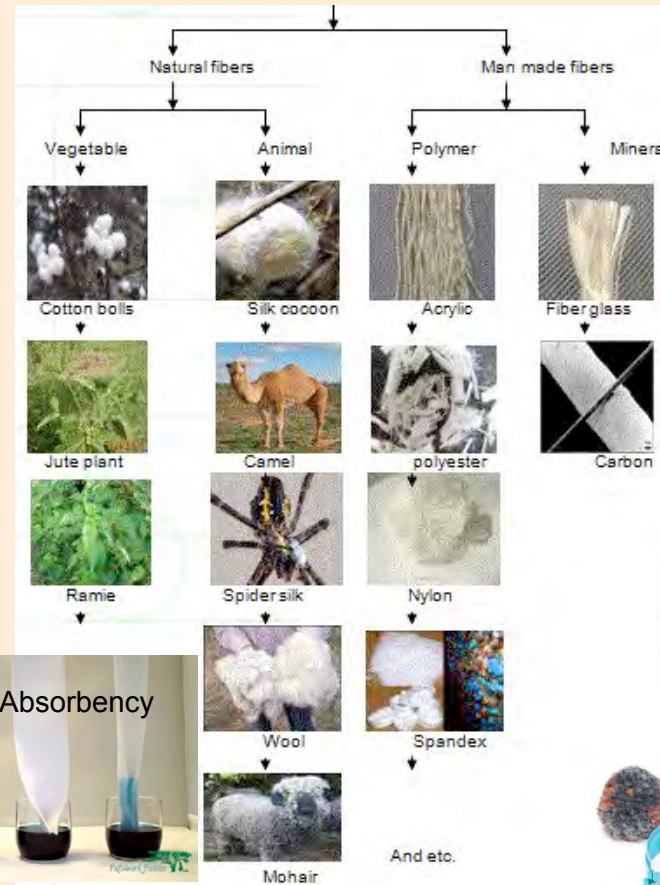 Natural fibers
Man made fibers
Vegetable
Animal
Polymer
Miners
Cotton bolls
Silk cocoon
Acrylic
Fiber glass
Jute plant
Camel
polyester
Carbon
Ramie
Spider silk
Nylon
Absorbency
Wool
Spandex
Mohair
And etc.